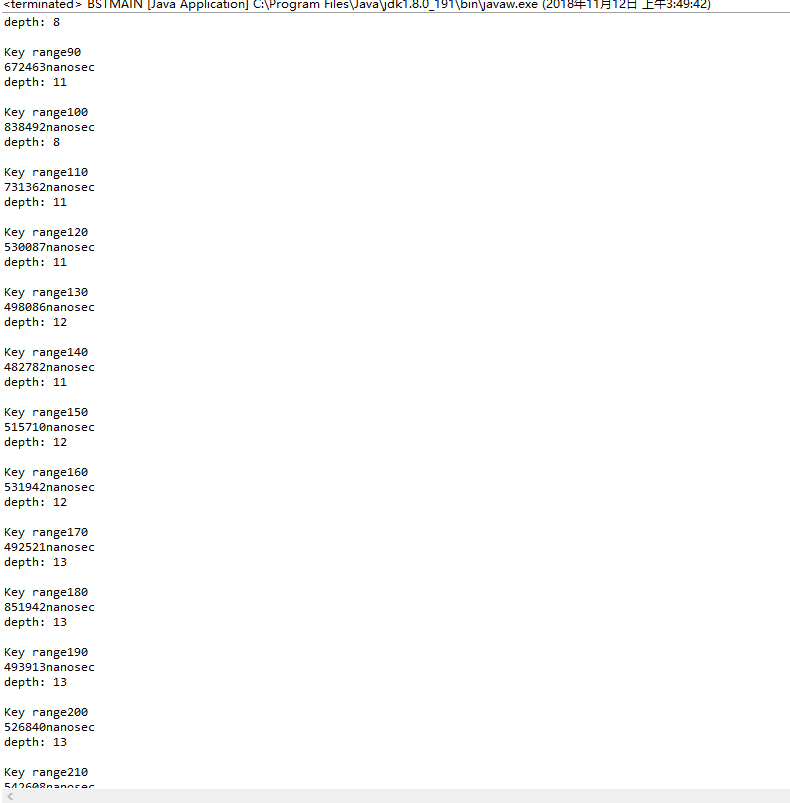 <terminated> BSTMAIN [Java Application] C:\Program Files\Java\jdk1.8.0_191\bin\javaw.exe (2018年11月12日 上午3:49:42)
depth: 8
Key range90
672463nanosec
depth: 11
Key range100
838492nanosec
depth: 8
Key range110
731362nanosec
depth: 11
Key range120
530087nanosec
depth: 11
Key range130
498086nanosec
depth: 12
Key range140
482782nanosec
depth: 11
Key range150
515710nanosec
depth: 12
Key range160
531942nanosec
depth: 12
Key range170
492521nanosec
depth: 13
Key range180
851942nanosec
depth: 13
Key range190
493913nanosec
depth: 13
Key range200
526840nanosec
depth: 13
Key range210
542608nanosec